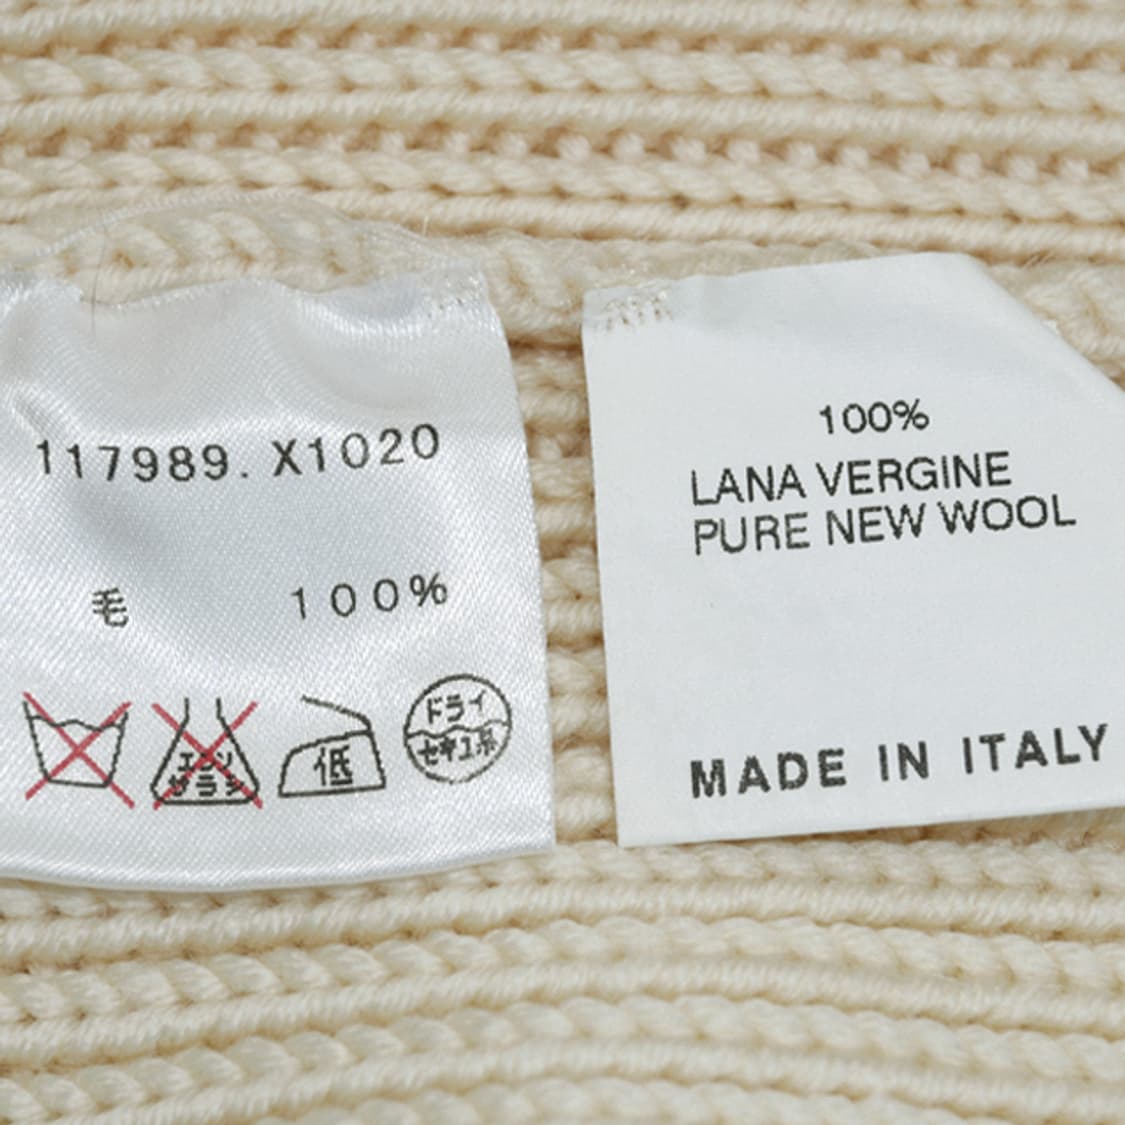 117989. X1020
毛 100%
エンソ
サラシ
低
ドライ
セキユ系
100%
LANA VERGINE
PURE NEW WOOL
MADE IN ITALY